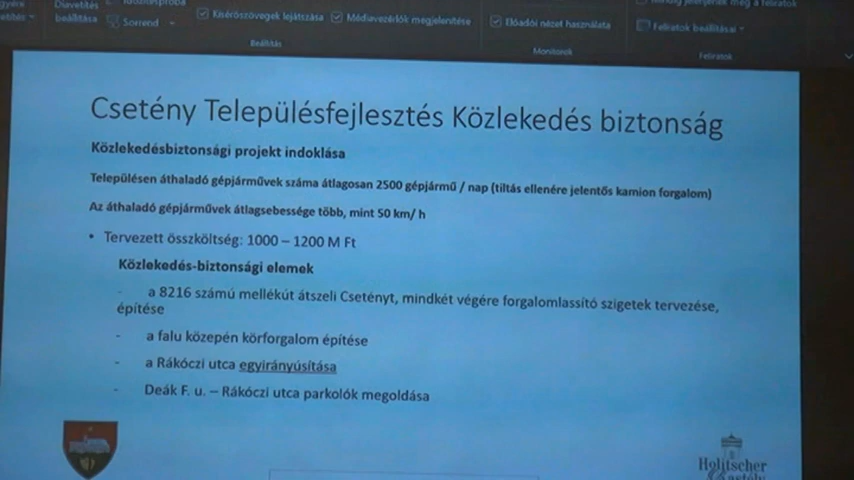 Diavetítés
beállítása
Sorrend
Kísérőszövegek lejátszása
Médiavezérlők megjelenítése
Beállítás
Előadói nézet használata
Monitorok
Feliratok beállításai
Feliratok
Csetény Településfejlesztés Közlekedés biztonság
Közlekedésbiztonsági projekt indoklása
Településen áthaladó gépjárművek száma átlagosan 2500 gépjármű / nap (tiltás ellenére jelentős kamion forgalom)
Az áthaladó gépjárművek átlagsebessége több, mint 50 km/ h
• Tervezett összköltség: 1000 – 1200 M Ft
Közlekedés-biztonsági elemek
- a 8216 számú mellékút átszeli Csetényt, mindkét végére forgalomlassító szigetek tervezése,
építése
- a falu közepén körforgalom építése
- a Rákóczi utca egyirányúsítása
- Deák F. u. – Rákóczi utca parkolók megoldása
Holitscher
Kastély